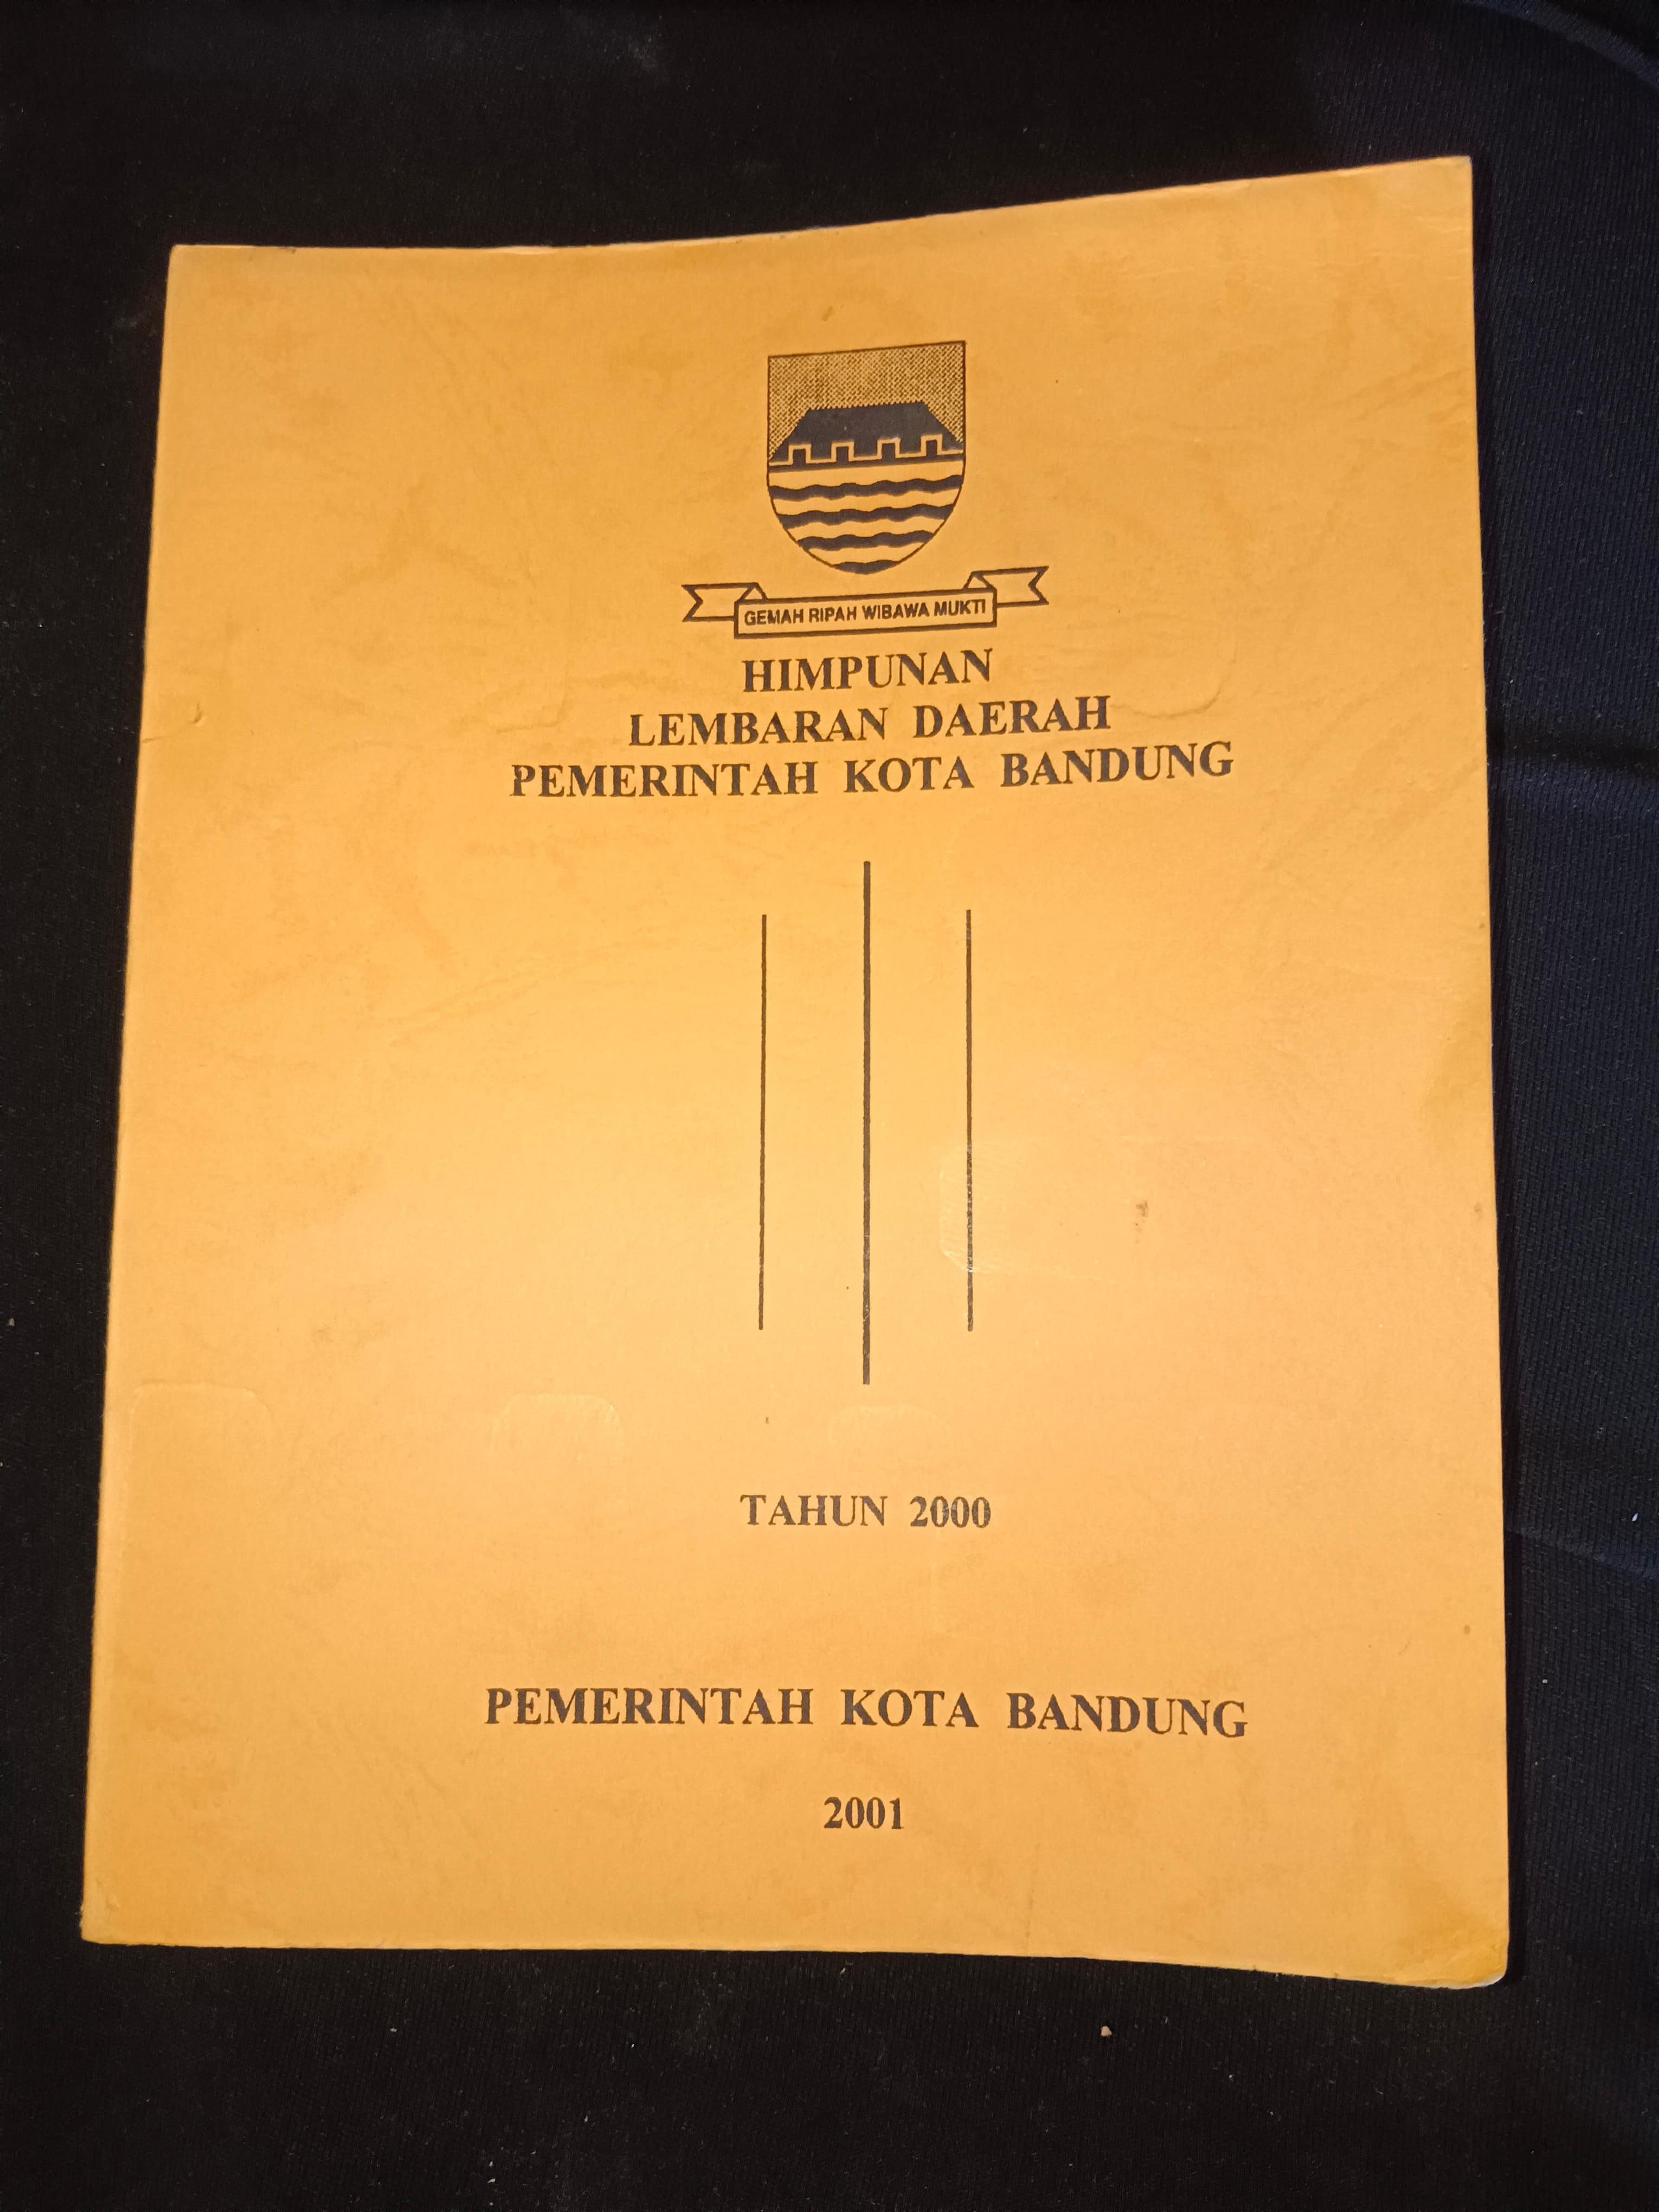 GEMAH RIPAH WIBAWA MUKTI
HIMPUNAN
LEMBARAN DAERAH
PEMERINTAH KOTA BANDUNG
TAHUN 2000
PEMERINTAH KOTA BANDUNG
2001